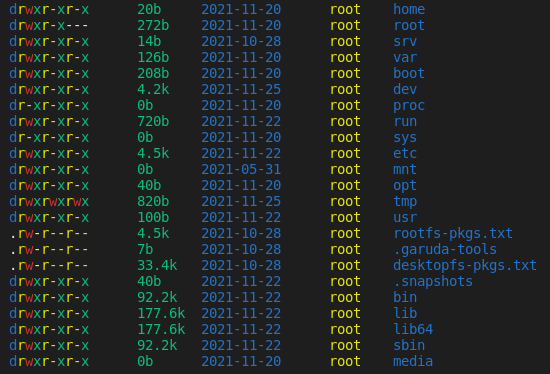 drwxr-xr-x 20b 2021-11-20 root home
drwxr-x--- 272b 2021-11-20 root root
drwxr-xr-x 14b 2021-10-28 root srv
drwxr-xr-x 126b 2021-11-20 root var
drwxr-xr-x 208b 2021-11-20 root boot
drwxr-xr-x 4.2k 2021-11-25 root dev
dr-xr-xr-x 0b 2021-11-20 root proc
drwxr-xr-x 720b 2021-11-22 root run
dr-xr-xr-x 0b 2021-11-20 root sys
drwxr-xr-x 4.5k 2021-11-22 root etc
drwxr-xr-x 0b 2021-05-31 root mnt
drwxr-xr-x 40b 2021-11-20 root opt
drwxrwxrwx 820b 2021-11-25 root tmp
drwxr-xr-x 100b 2021-11-22 root usr
.rw-r--r-- 4.5k 2021-10-28 root rootfs-pkgs.txt
.rw-r--r-- 7b 2021-10-28 root .garuda-tools
.rw-r--r-- 33.4k 2021-10-28 root desktopfs-pkgs.txt
drwxr-xr-x 40b 2021-11-22 root .snapshots
drwxr-xr-x 92.2k 2021-11-22 root bin
drwxr-xr-x 177.6k 2021-11-22 root lib
drwxr-xr-x 177.6k 2021-11-22 root lib64
drwxr-xr-x 92.2k 2021-11-22 root sbin
drwxr-xr-x 0b 2021-11-20 root media